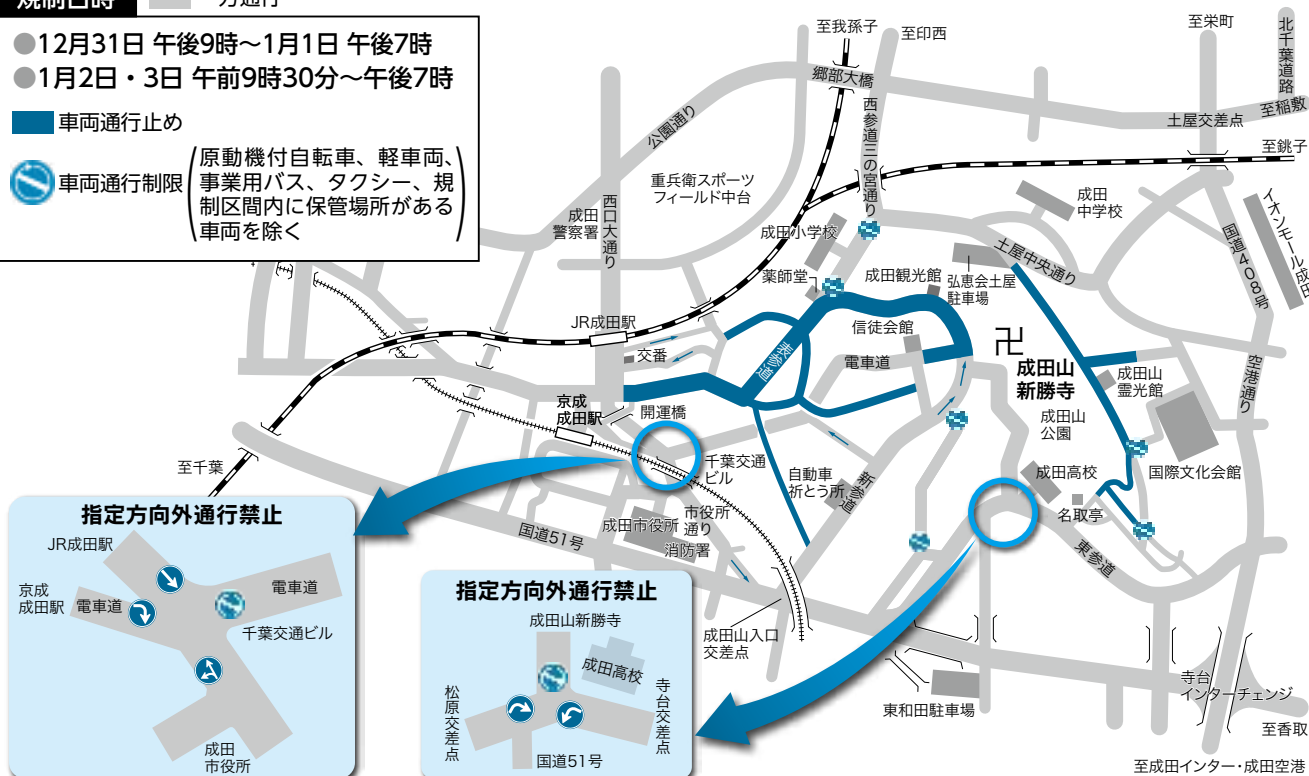 規制日時
一方通行
●12月31日 午後9時～1月1日 午後7時
●1月2日・3日 午前9時30分～午後7時
車両通行止め
車両通行制限
原動機付自転車、軽車両、
事業用バス、タクシー、規
制区間内に保管場所がある
車両を除く
至我孫子
至印西
至栄町
北千葉道路
郷部大橋
至稲敷
土屋交差点
公園通り
西参道三の宮通り
至銚子
重兵衛スポーツ
フィールド中台
成田
中学校
成田
警察署
西口大通り
成田小学校
土屋中央通り
国道408号
イオンモール成田
薬師堂
成田観光館
弘恵会土屋
駐車場
JR成田駅
信徒会館
卍
交番
表参道
電車道
成田山
新勝寺
成田山
霊光館
空港通り
京成
成田駅
開運橋
成田山
公園
至千葉
千葉交通
ビル
自動車
祈とう所
新参道
成田高校
国際文化会館
国道51号
成田市役所
市役所
通り
消防署
名取亭
東参道
成田山入口
交差点
東和田駐車場
寺台
インターチェンジ
至香取
至成田インター・成田空港
指定方向外通行禁止
JR成田駅
京成
成田駅
電車道
電車道
千葉交通ビル
成田
市役所
指定方向外通行禁止
成田山新勝寺
成田高校
松原交差点
寺台交差点
国道51号